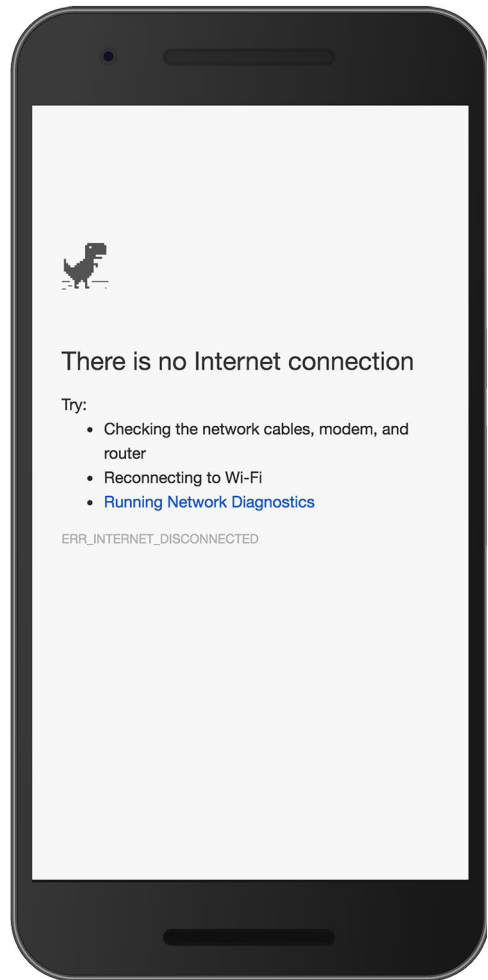 There is no Internet connection
Try:
• Checking the network cables, modem, and
router
• Reconnecting to Wi-Fi
• Running Network Diagnostics
ERR_INTERNET_DISCONNECTED